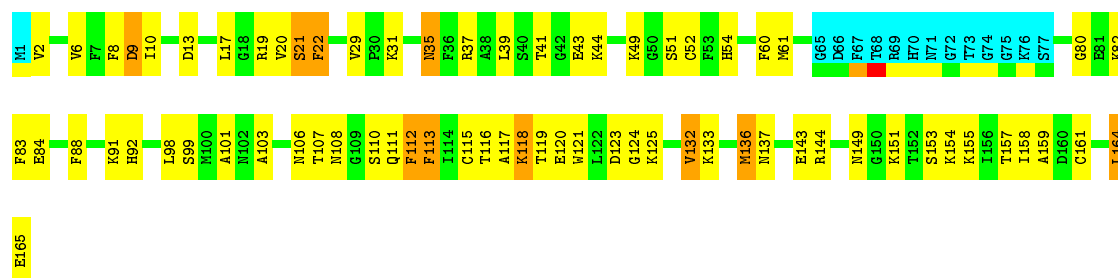 M1 V2 V6 F7 F8 D9 I10 D13 L17 G18 R19 V20 S21 F22 V29 P30 K31 N35 F36 R37 A38 L39 S40 T41 G42 E43 K44 K49 G50 S51 C52 F53 H54 F60 M61 G65 D66 F67 T68 R69 H70 N71 G72 T73 G74 G75 K76 S77 G80 E81 K82
F83 E84 F88 K91 H92 L98 S99 M100 A101 N102 A103 N106 T107 N108 G109 S110 Q111 F112 F113 I114 C115 T116 A117 K118 T119 E120 W121 L122 D123 G124 K125 V132 K133 M136 N137 E143 R144 N149 G150 K151 T152 S153 K154 K155 I156 T157 I158 A159 D160 C161 L164
E165